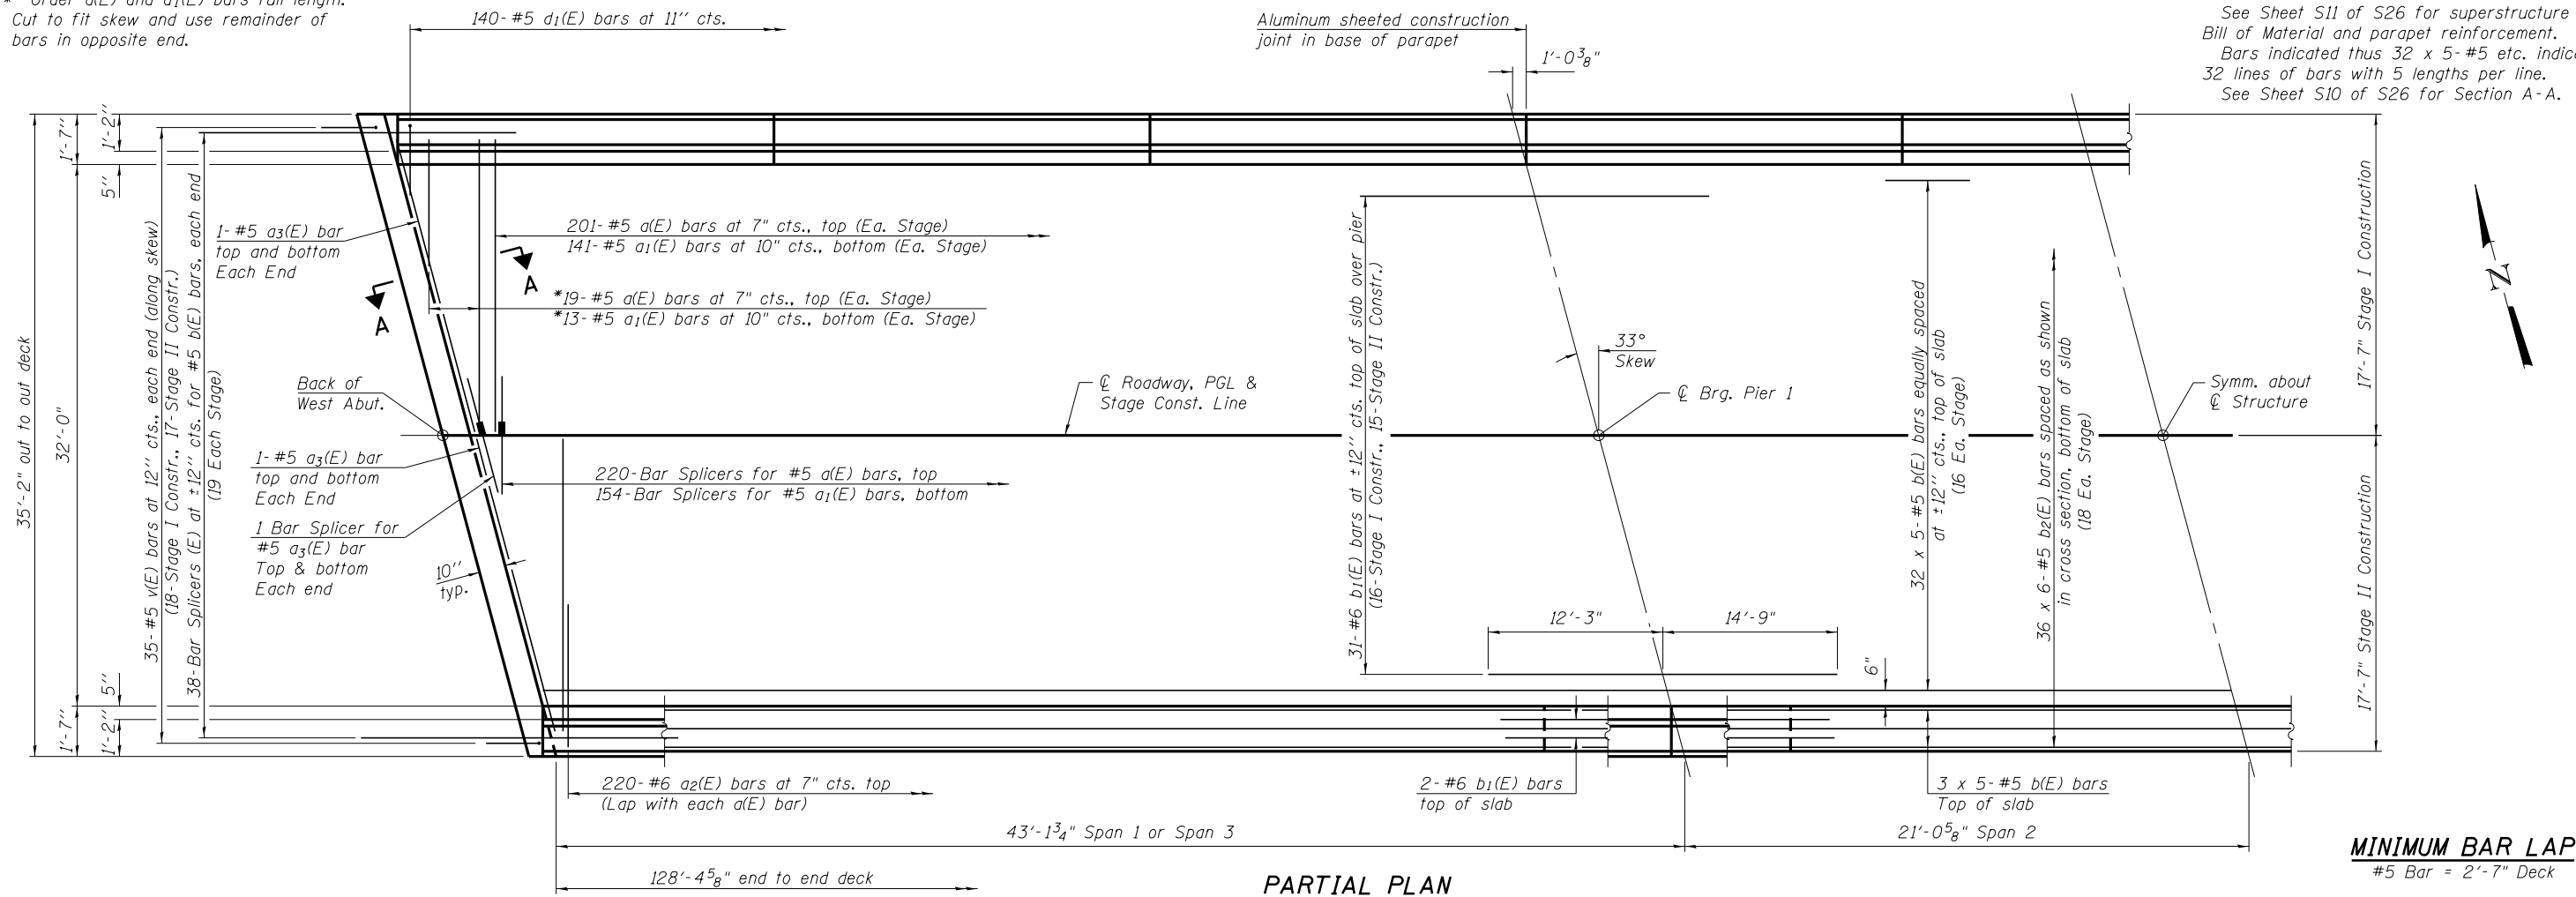 * Order a(E) and a1(E) bars full length.
Cut to fit skew and use remainder of
bars in opposite end.
140-#5 d1(E) bars at 11" cts.
Aluminum sheeted construction
joint in base of parapet
1'-0 3/8"
See Sheet S11 of S26 for superstructure
Bill of Material and parapet reinforcement.
Bars indicated thus 32 x 5-#5 etc. indic
32 lines of bars with 5 lengths per line.
See Sheet S10 of S26 for Section A-A.
35'-2" out to out deck
1'-7"
32'-0"
1'-7"
1'-2"
5"
5"
1'-2"
35-#5 v(E) bars at 12" cts., each end (along skew)
(18-Stage I Constr., 17-Stage II Constr.)
38-Bar Splicers (E) at ±12" cts. for #5 b(E) bars, each end
(19 Each Stage)
1-#5 a3(E) bar
top and bottom
Each End
A
A
201-#5 a(E) bars at 7" cts., top (Ea. Stage)
141-#5 a1(E) bars at 10" cts., bottom (Ea. Stage)
*19-#5 a(E) bars at 7" cts., top (Ea. Stage)
*13-#5 a1(E) bars at 10" cts., bottom (Ea. Stage)
Back of
West Abut.
℄ Roadway, PGL &
Stage Const. Line
33°
Skew
℄ Brg. Pier 1
Symm. about
℄ Structure
N
1-#5 a3(E) bar
top and bottom
Each End
1 Bar Splicer for
#5 a3(E) bar
Top & bottom
Each end
10"
typ.
220-Bar Splicers for #5 a(E) bars, top
154-Bar Splicers for #5 a1(E) bars, bottom
31-#6 b1(E) bars at ±12" cts. top of slab over pier
(16-Stage I Constr., 15-Stage II Constr.)
32 x 5-#5 b(E) bars equally spaced
at ±12" cts., top of slab
(16 Ea. Stage)
36 x 6-#5 b2(E) bars spaced as shown
in cross section, bottom of slab
(18 Ea. Stage)
17'-7" Stage I Construction
17'-7" Stage II Construction
12'-3"
14'-9"
6"
220-#6 a2(E) bars at 7" cts. top
(Lap with each a(E) bar)
2-#6 b1(E) bars
top of slab
3 x 5-#5 b(E) bars
Top of slab
43'-1 3/4" Span 1 or Span 3
21'-0 5/8" Span 2
128'-4 5/8" end to end deck
PARTIAL PLAN
MINIMUM BAR LAP
#5 Bar = 2'-7" Deck